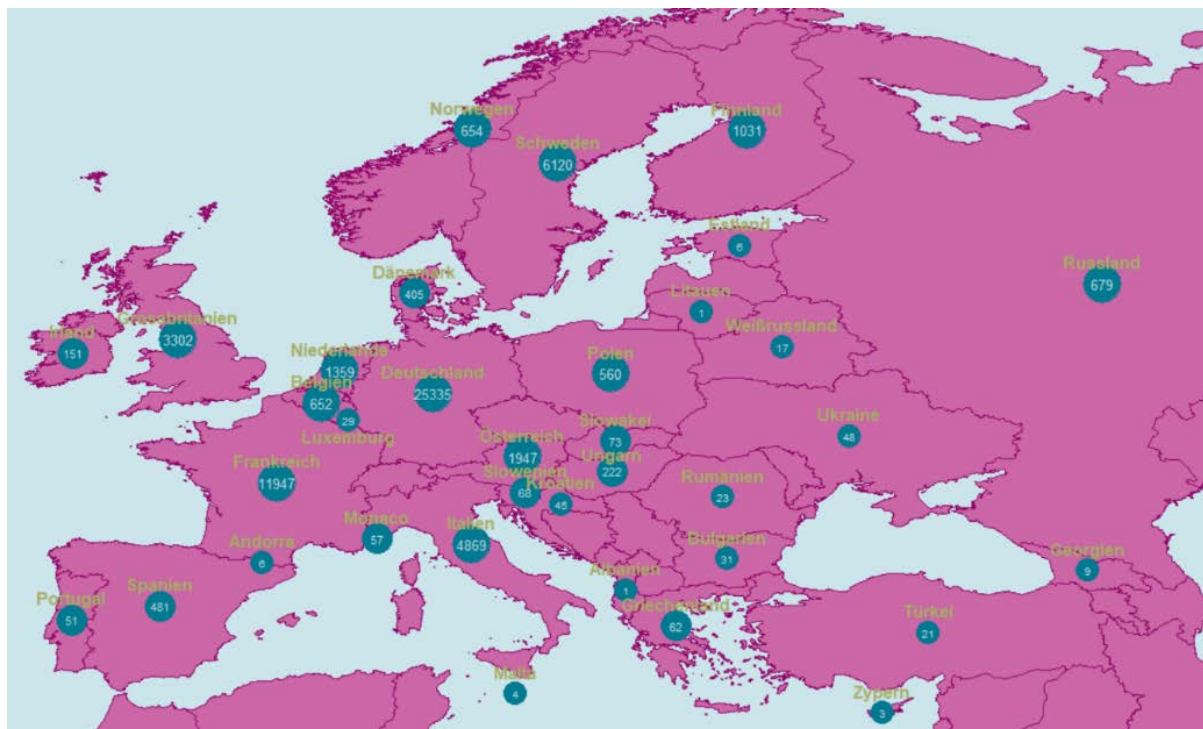 Norwegen
654
Finnland
1031
Schweden
6120
Estland
6
Dänemark
405
Russland
679
Litauen
1
Grossbritanien
3302
Irland
151
Weißrussland
17
Niederlande
1359
Polen
560
Deutschland
25335
Belgien
652
29
Luxemburg
Ukraine
48
Slowakei
73
Österreich
1947
Ungarn
222
Frankreich
11947
Slowenien
68
Kroatien
45
Rumänien
23
Monaco
57
Italien
4869
Andorra
6
Bulgarien
31
Georgien
9
Albanien
1
Spanien
481
Portugal
51
Griechenland
62
Türkei
21
Malta
4
Zypern
3